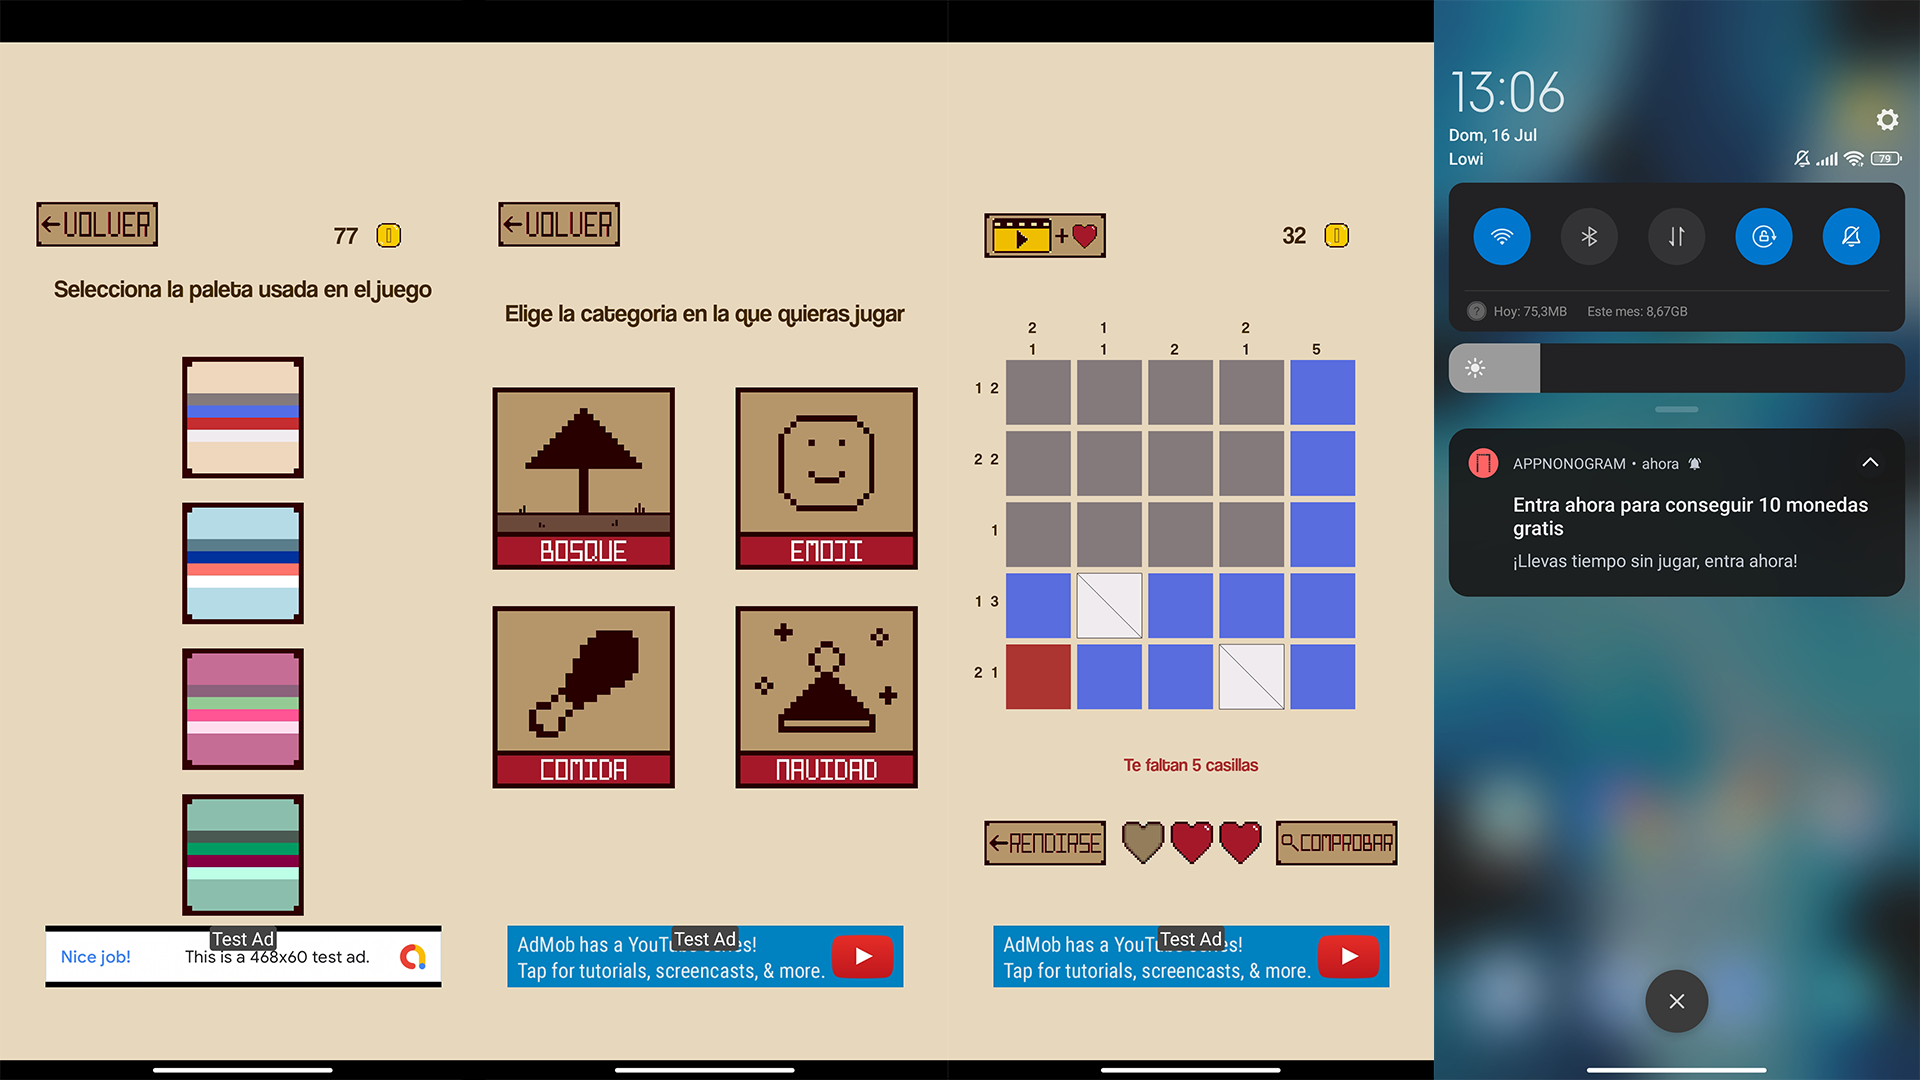 ←VOLVER
77
Selecciona la paleta usada en el juego
Test Ad
Nice job!
This is a 468x60 test ad.
←VOLVER
Elige la categoria en la que quieras jugar
BOSQUE
EMOJI
COMIDA
NAVIDAD
Test Ad
AdMob has a YouTube series!
Tap for tutorials, screencasts, & more.
+
32
2 1 2
1 1 2 1 5
1 2
2 2
1
1 3
2 1
Te faltan 5 casillas
←RENDIRSE
COMPROBAR
Test Ad
AdMob has a YouTube series!
Tap for tutorials, screencasts, & more.
13:06
Dom, 16 Jul
Lowi
79
? Hoy: 75,3MB Este mes: 8,67GB
APPNONOGRAM • ahora
Entra ahora para conseguir 10 monedas
gratis
¡Llevas tiempo sin jugar, entra ahora!